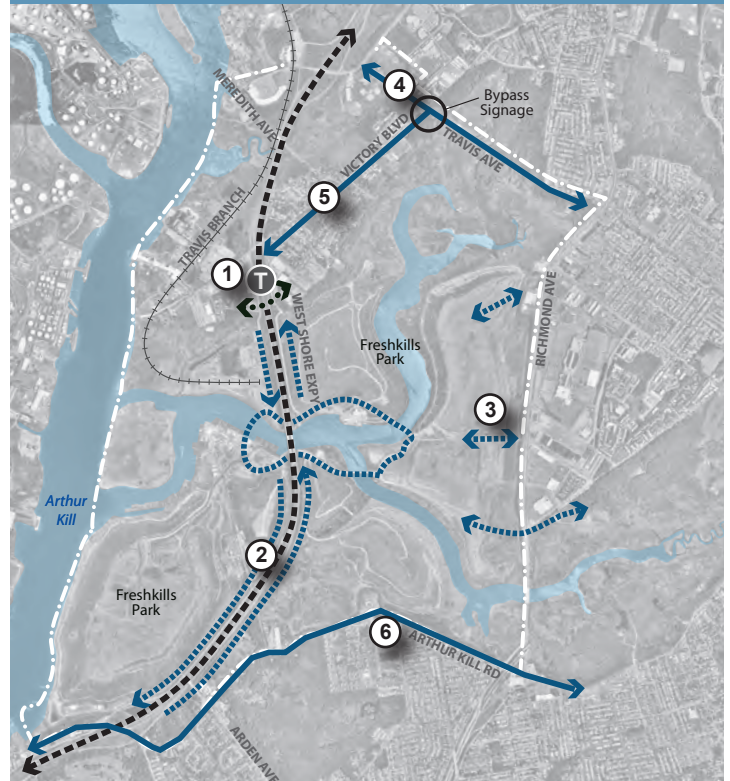 MEREDITH AVE
4
Bypass
Signage
VICTORY BLVD
TRAVIS AVE
5
TRAVIS BRANCH
1
T
WEST SHORE EXPY
RICHMOND AVE
Freshkills
Park
3
Arthur
Kill
2
Freshkills
Park
6
ARTHUR KILL RD
ARDEN AVE